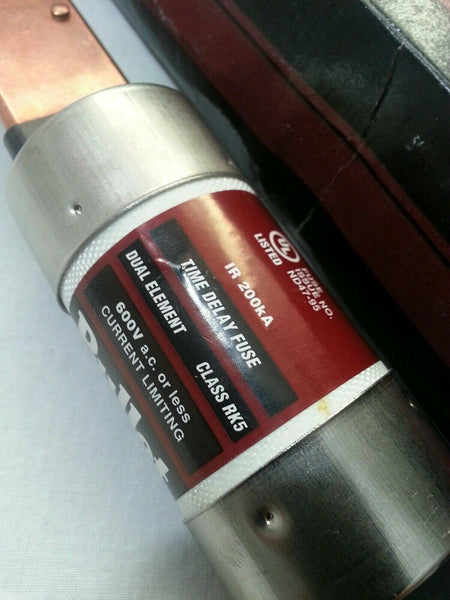 UL
LISTED
FUSE
ISSUE NO.
ND47-95
IR 200kA
TIME DELAY FUSE
DUAL ELEMENT CLASS RK5
600V a.c. or less
CURRENT LIMITING